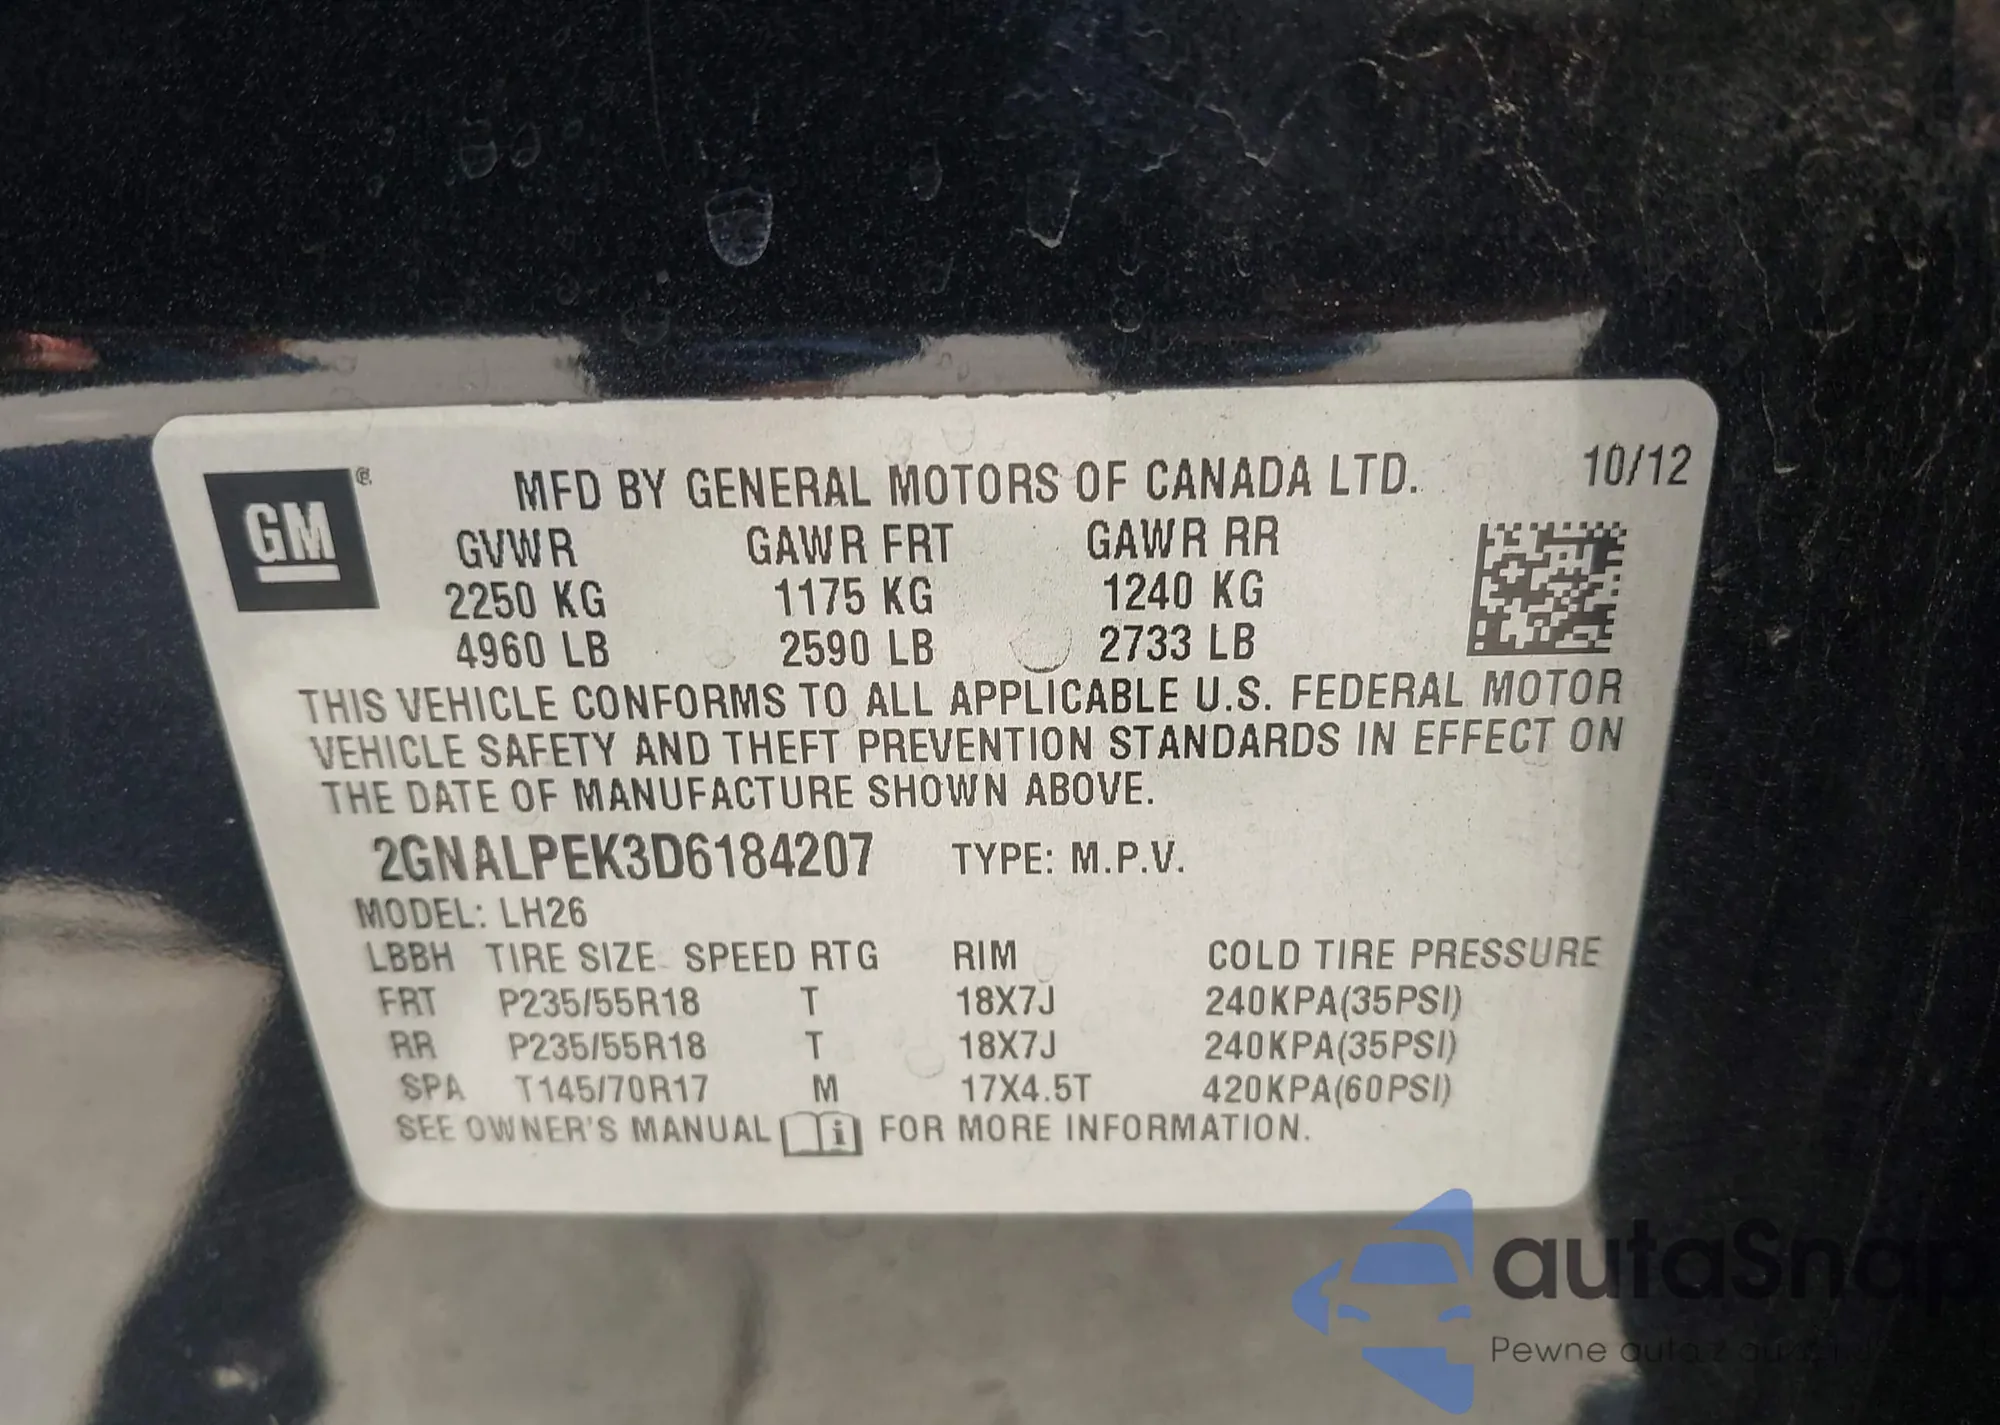 GM ®
MFD BY GENERAL MOTORS OF CANADA LTD. 10/12
GVWR GAWR FRT GAWR RR
2250 KG 1175 KG 1240 KG
4960 LB 2590 LB 2733 LB
THIS VEHICLE CONFORMS TO ALL APPLICABLE U.S. FEDERAL MOTOR
VEHICLE SAFETY AND THEFT PREVENTION STANDARDS IN EFFECT ON
THE DATE OF MANUFACTURE SHOWN ABOVE.
2GNALPEK3D6184207 TYPE: M.P.V.
MODEL: LH26
LBBH TIRE SIZE SPEED RTG RIM COLD TIRE PRESSURE
FRT P235/55R18 T 18X7J 240KPA(35PSI)
RR P235/55R18 T 18X7J 240KPA(35PSI)
SPA T145/70R17 M 17X4.5T 420KPA(60PSI)
SEE OWNER'S MANUAL i FOR MORE INFORMATION.
autaSnap
Pewne auta z